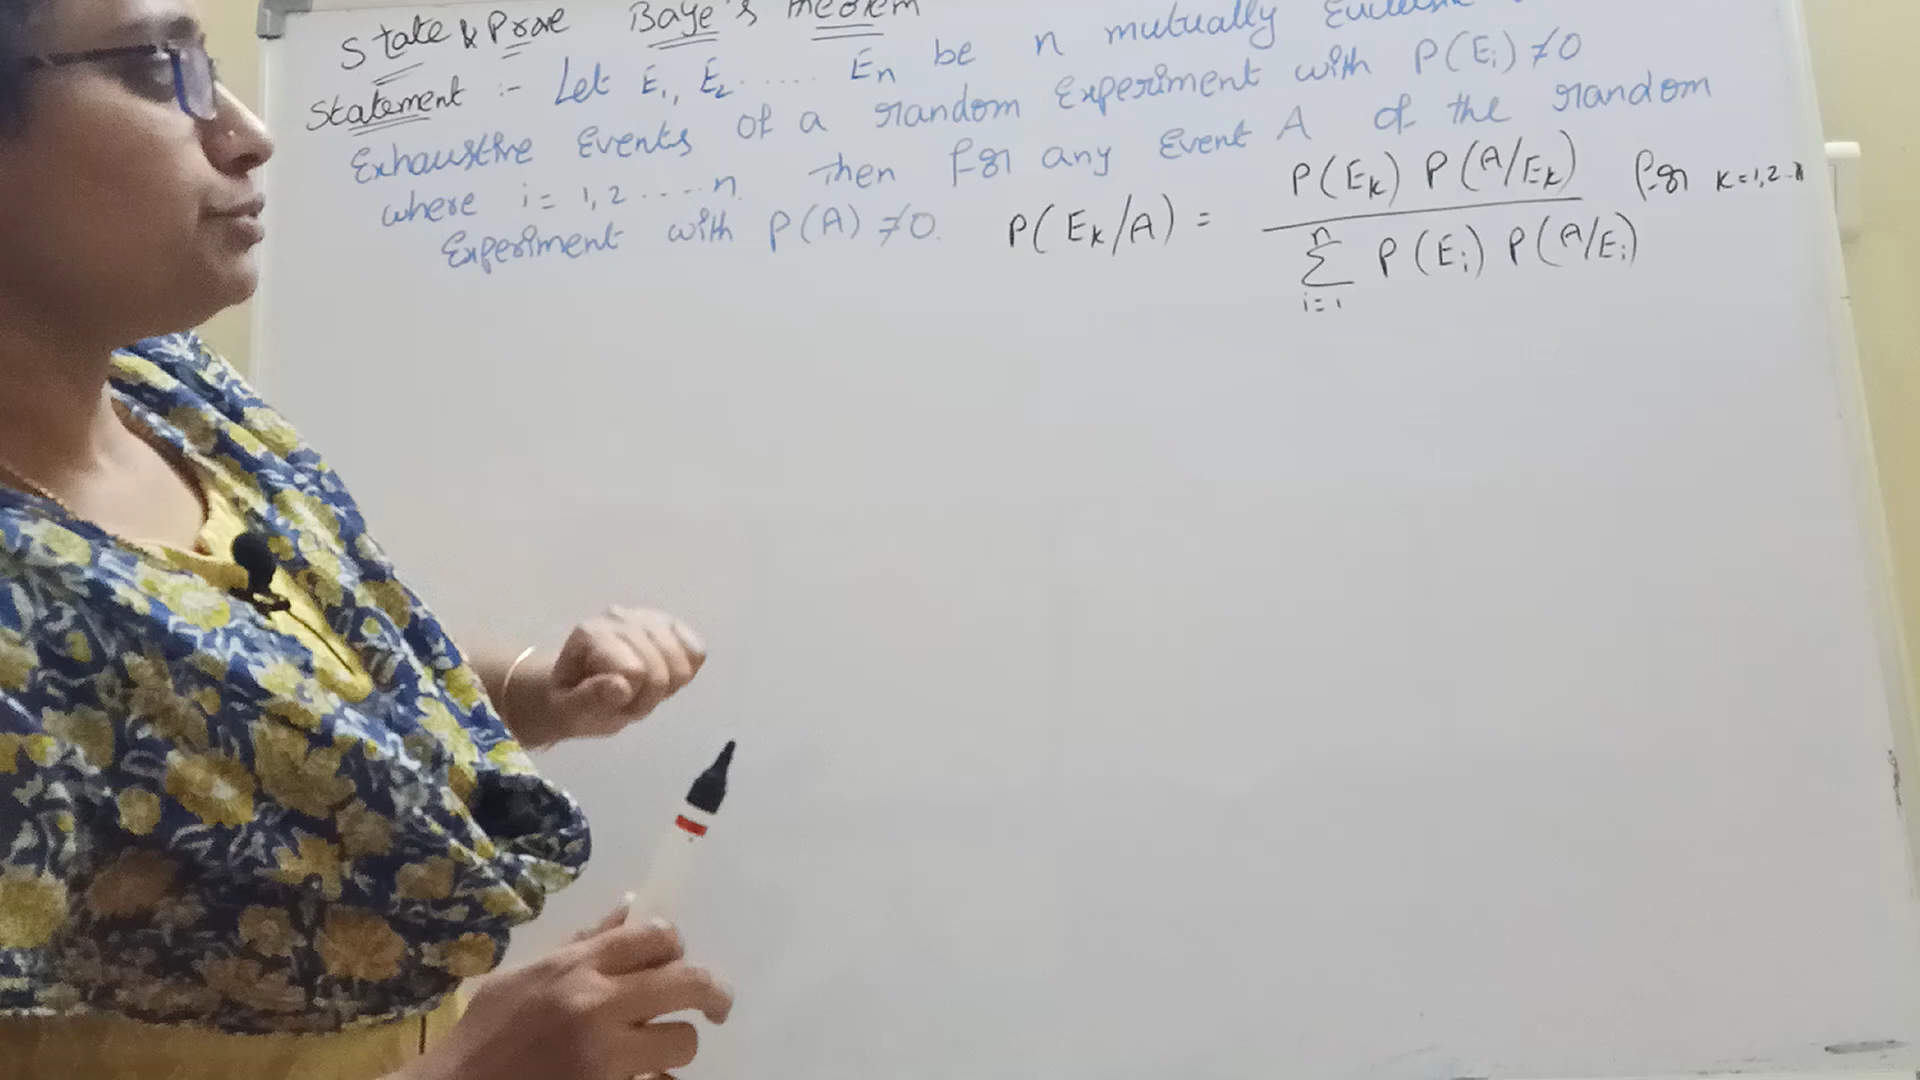 State & Prove Baye's Theorem
Statement :- Let E₁, E₂ ..... Eₙ be n mutually
Exhaustive Events of a random Experiment with P(Eᵢ) ≠ 0
where i = 1, 2 ..... n. Then for any Event A of the random
Experiment with P(A) ≠ 0. P(Eₖ/A) = P(Eₖ) P(A/Eₖ) / ∑ⁿᵢ₌₁ P(Eᵢ) P(A/Eᵢ) for K=1,2..n